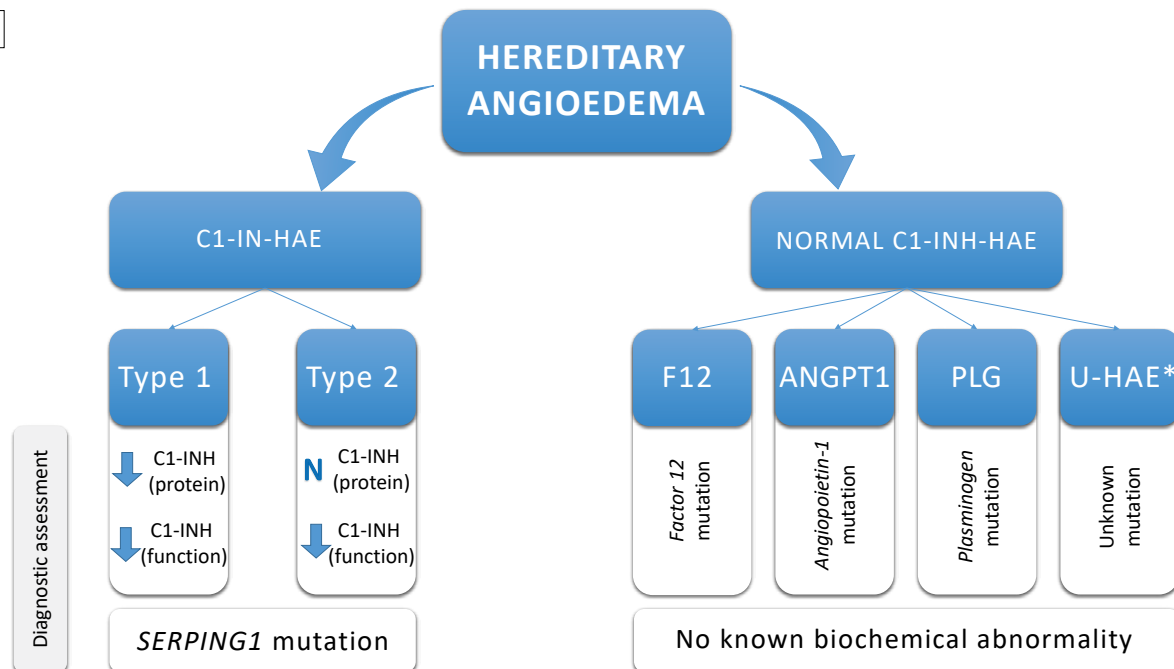 HEREDITARY
ANGIOEDEMA
C1-IN-HAE
NORMAL C1-INH-HAE
Type 1
Type 2
F12
ANGPT1
PLG
U-HAE*
Diagnostic assessment
C1-INH
(protein)
C1-INH
(function)
N C1-INH
(protein)
C1-INH
(function)
Factor 12
mutation
Angiopoietin-1
mutation
Plasminogen
mutation
Unknown
mutation
SERPING1 mutation
No known biochemical abnormality